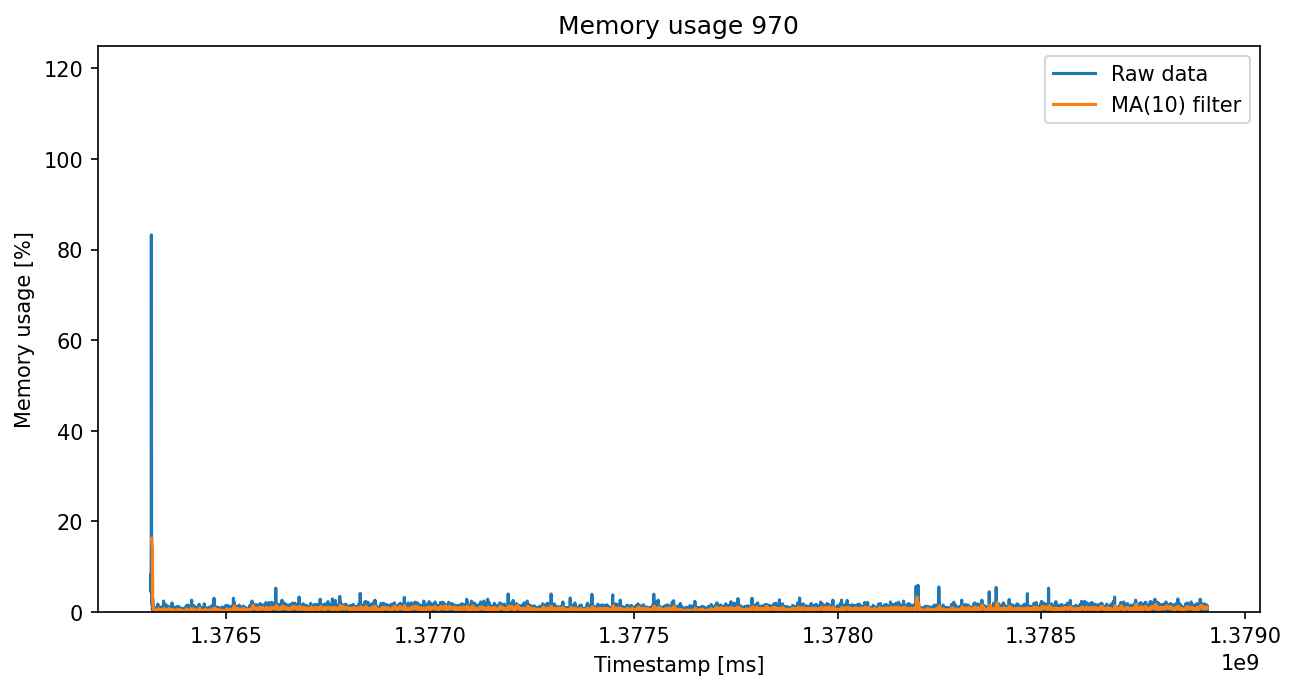 Memory usage 970
Raw data
MA(10) filter
Memory usage [%]
120
100
80
60
40
20
0
1.3765 1.3770 1.3775 1.3780 1.3785 1.3790
1e9
Timestamp [ms]